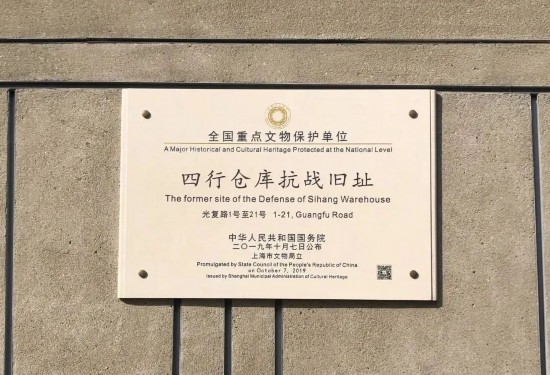 全国重点文物保护单位
A Major Historical and Cultural Heritage Protected at the National Level
四行仓库抗战旧址
The former site of the Defense of Sihang Warehouse
光复路1号至21号 1-21, Guangfu Road
中华人民共和国国务院
二〇一九年十月七日公布
上海市文物局立
Promulgated by State Council of the People's Republic of China
on October 7, 2019
Issued by Shanghai Municipal Administration of Cultural Heritage